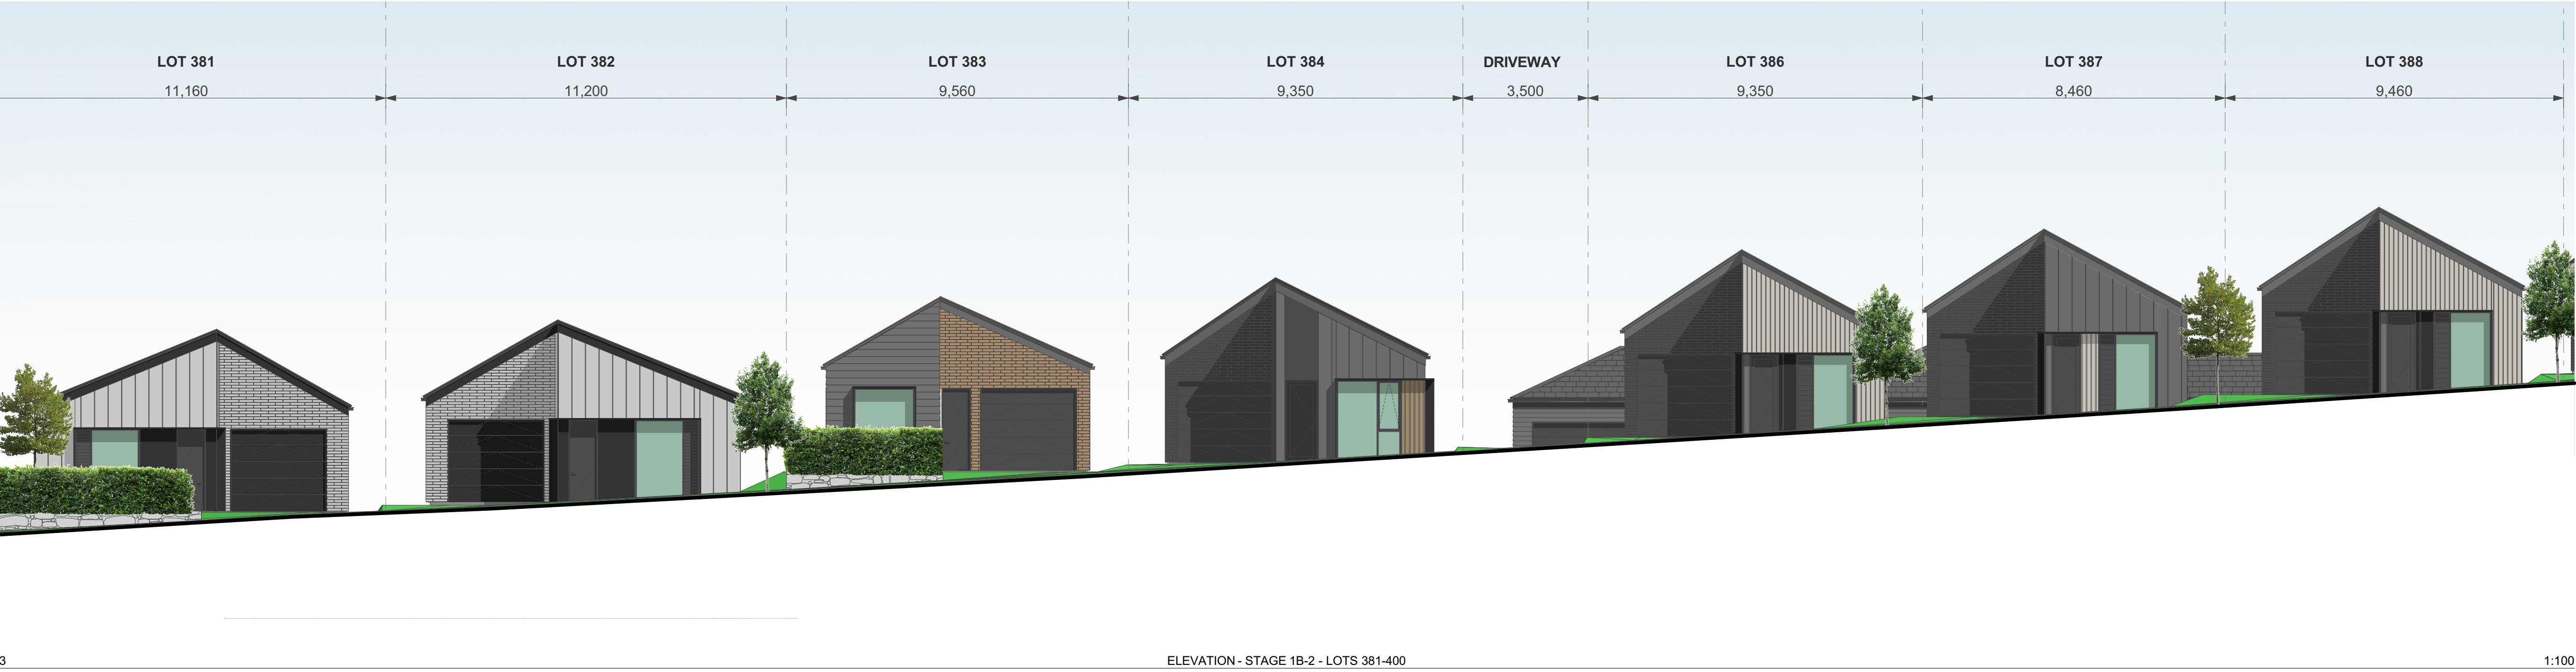 LOT 381 LOT 382 LOT 383 LOT 384 DRIVEWAY LOT 386 LOT 387 LOT 388
11,160 11,200 9,560 9,350 3,500 9,350 8,460 9,460
3 ELEVATION - STAGE 1B-2 - LOTS 381-400 1:100